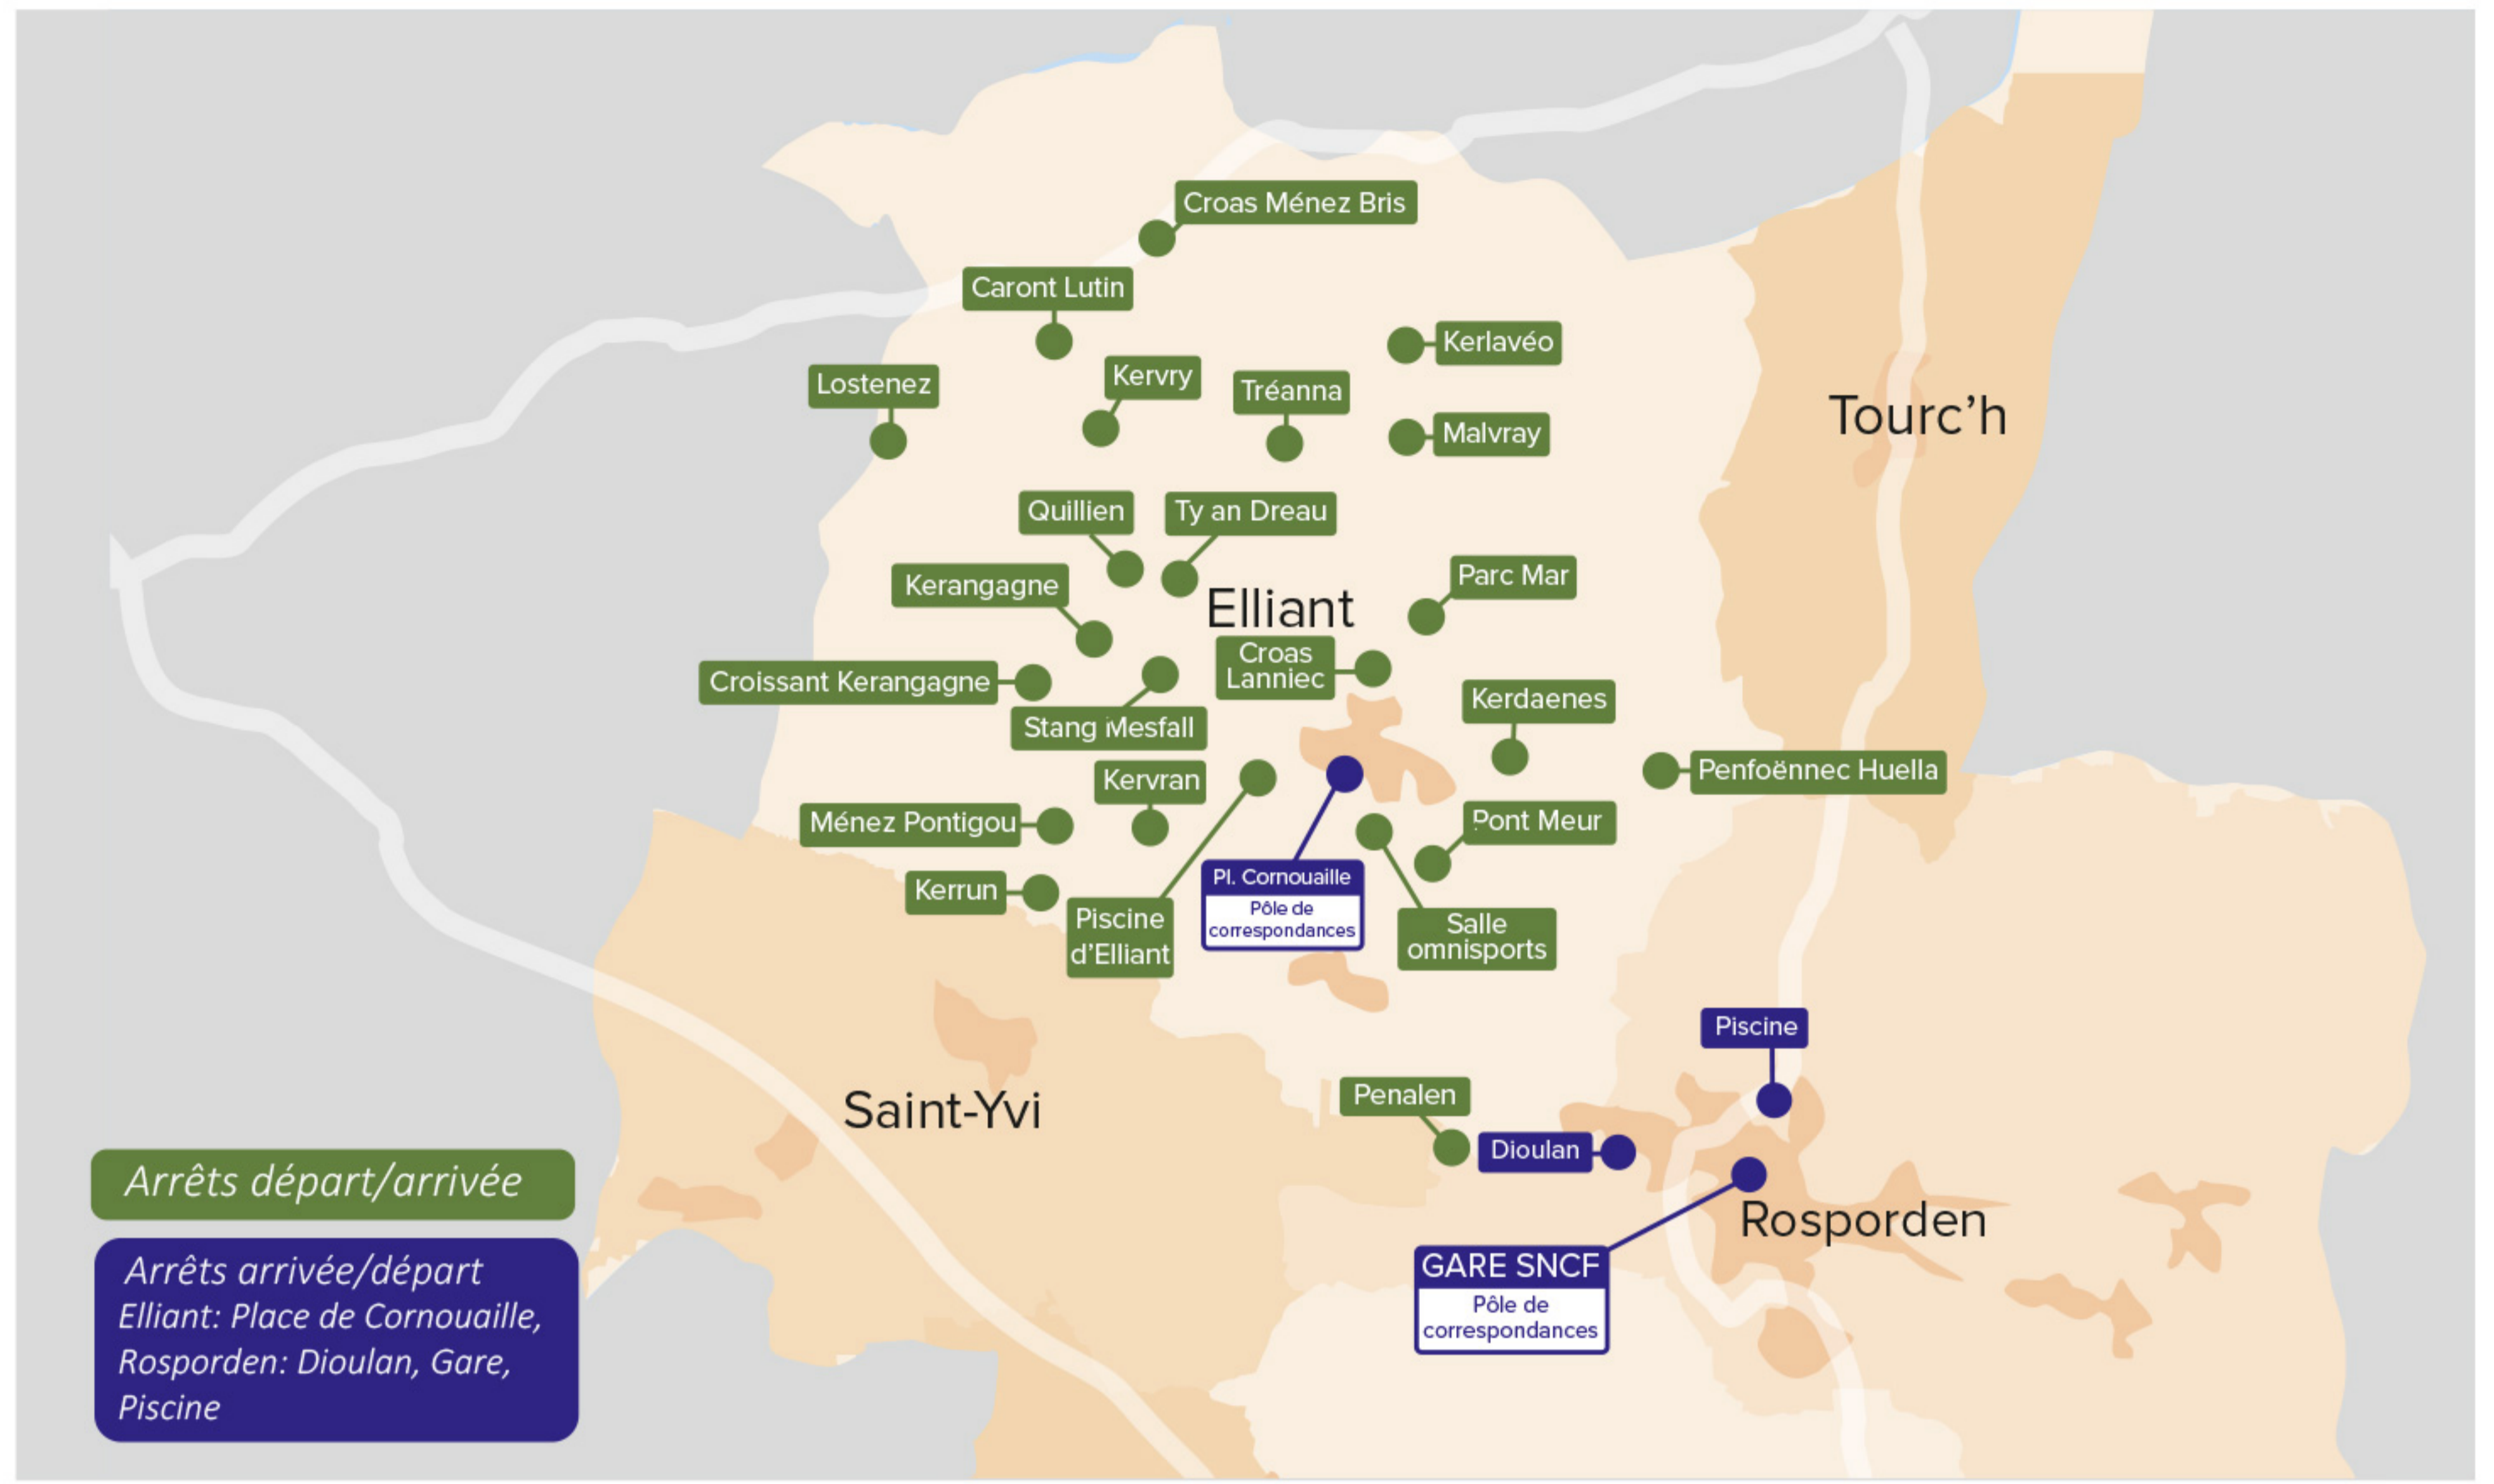 Croas Ménez Bris
Caront Lutin
Kerlavéo
Kervry
Lostenez
Tréanna
Tourc'h
Malvray
Quillien
Ty an Dreau
Parc Mar
Kerangagne
Elliant
Croas
Lanniec
Croissant Kerangagne
Kerdaenes
Stang Mesfall
Penfoënnec Huella
Kervran
Ménez Pontigou
Pont Meur
Pl. Cornouaille
Pôle de
correspondances
Kerrun
Piscine
d'Elliant
Salle
omnisports
Piscine
Penalen
Saint-Yvi
Dioulan
Rosporden
GARE SNCF
Pôle de
correspondances
Arrêts départ/arrivée
Arrêts arrivée/départ
Elliant: Place de Cornouaille,
Rosporden: Dioulan, Gare,
Piscine